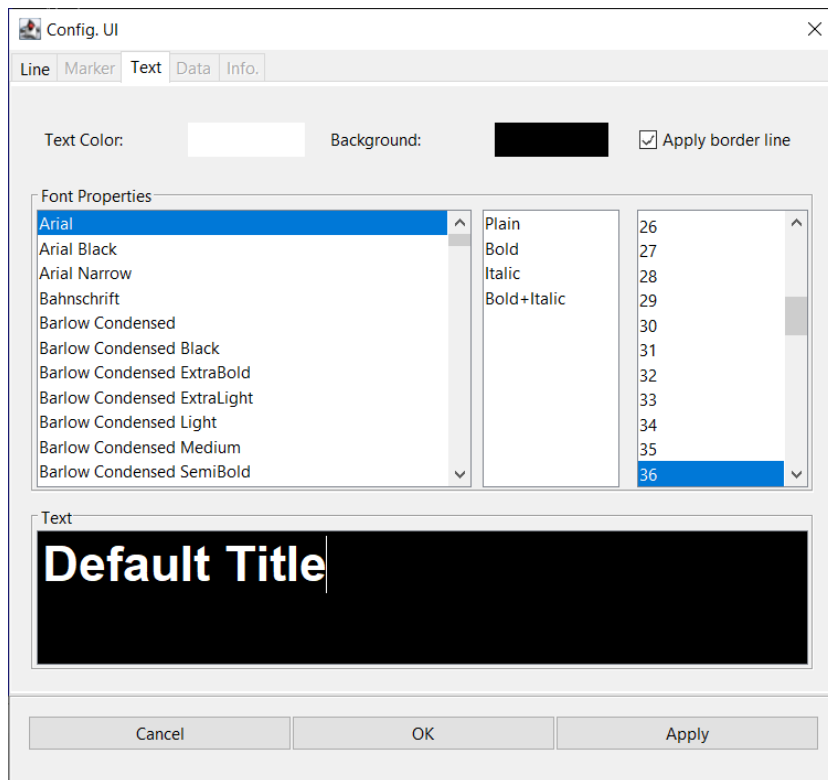 Config. UI
Line Marker Text Data Info.
Text Color: Background: Apply border line
Font Properties
Arial Plain 26
Arial Black Bold 27
Arial Narrow Italic 28
Bahnschrift Bold+Italic 29
Barlow Condensed 30
Barlow Condensed Black 31
Barlow Condensed ExtraBold 32
Barlow Condensed ExtraLight 33
Barlow Condensed Light 34
Barlow Condensed Medium 35
Barlow Condensed SemiBold 36
Text
Default Title
Cancel OK Apply